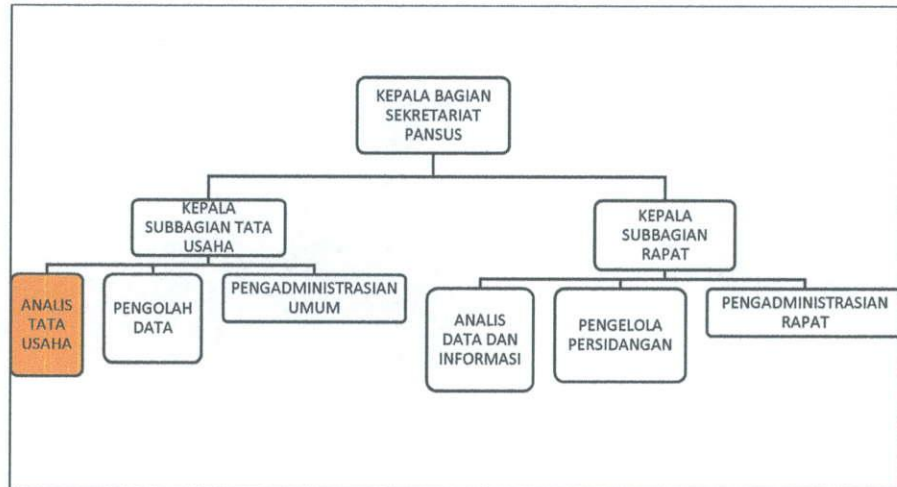 KEPALA BAGIAN
SEKRETARIAT
PANSUS
KEPALA
SUBBAGIAN TATA
USAHA
KEPALA
SUBBAGIAN
RAPAT
ANALIS
TATA
USAHA
PENGOLAH
DATA
PENGADMINISTRASIAN
UMUM
ANALIS
DATA DAN
INFORMASI
PENGELOLA
PERSIDANGAN
PENGADMINISTRASIAN
RAPAT